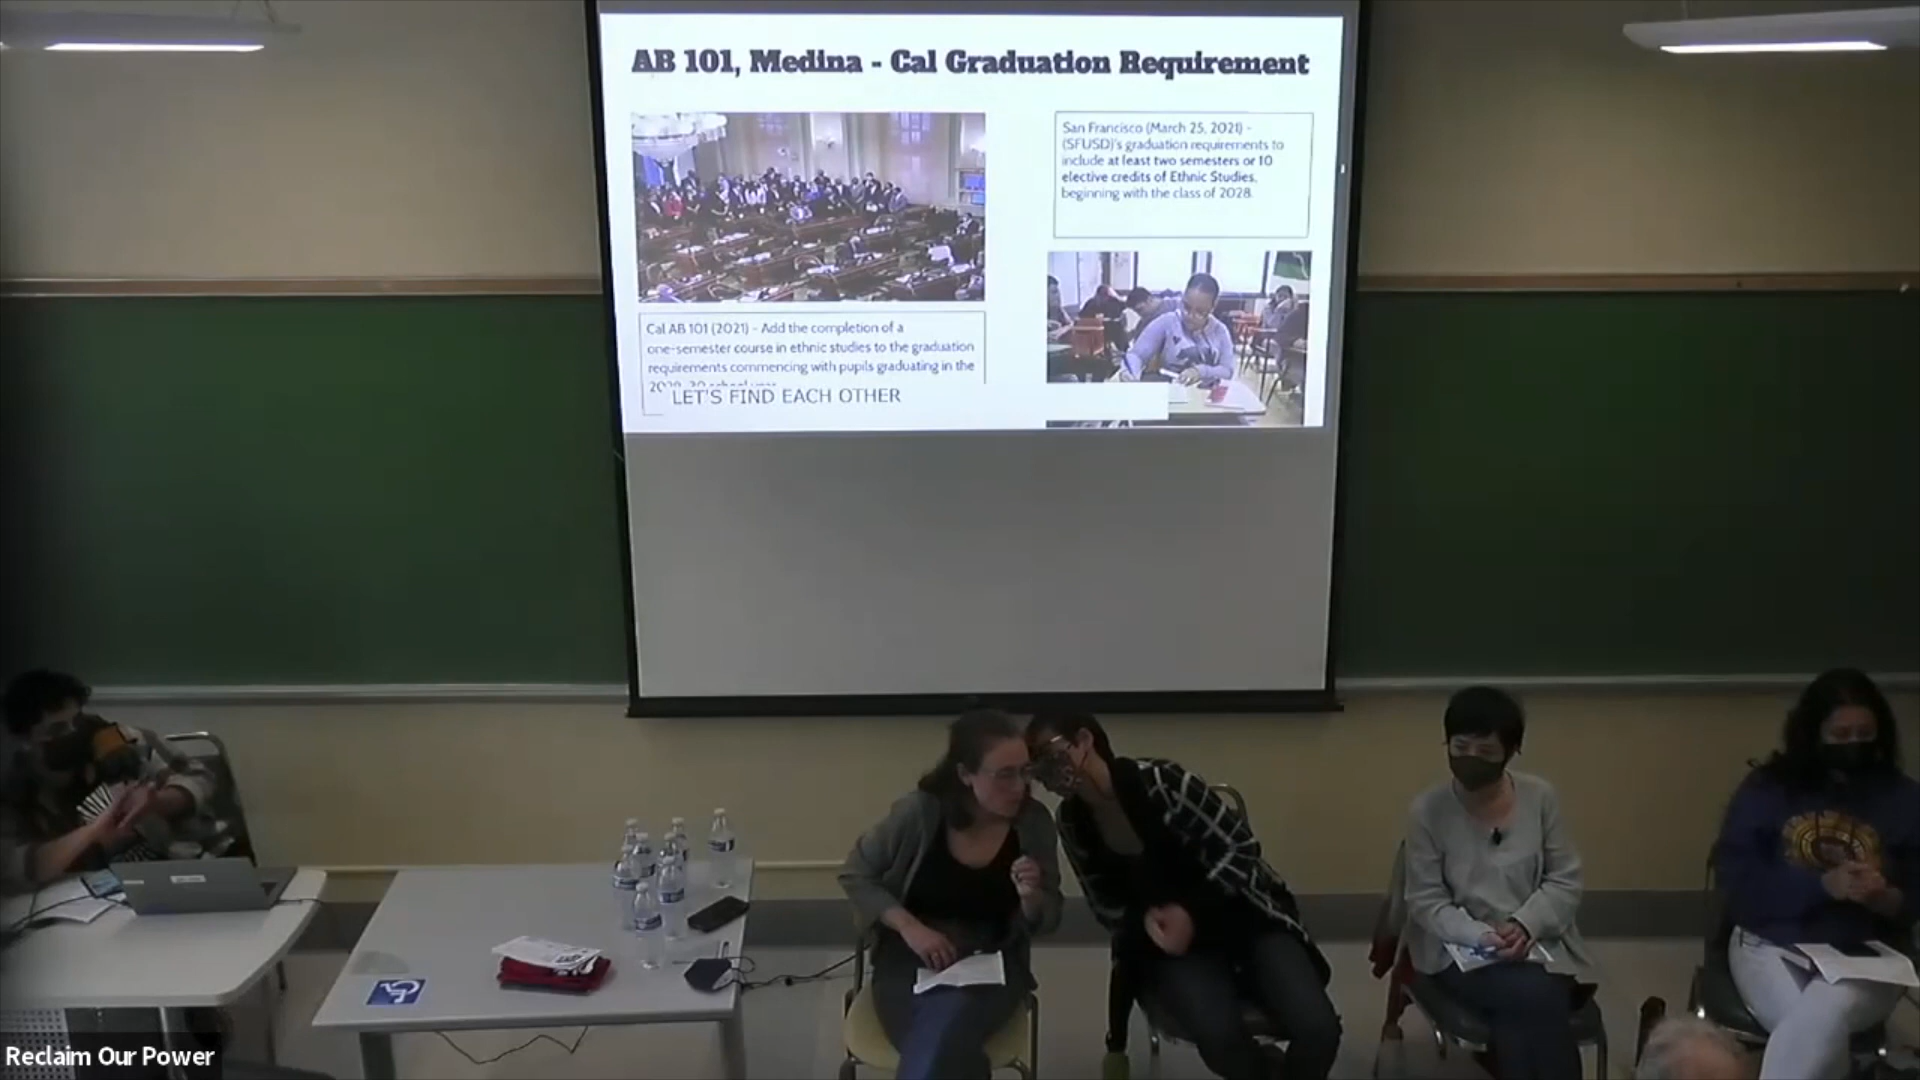 AB 101, Medina - Cal Graduation Requirement
San Francisco (March 25, 2021) -
(SFUSD)'s graduation requirements to
include at least two semesters or 10
elective credits of Ethnic Studies,
beginning with the class of 2028.
Cal AB 101 (2021) - Add the completion of a
one-semester course in ethnic studies to the graduation
requirements commencing with pupils graduating in the
LET'S FIND EACH OTHER
Reclaim Our Power